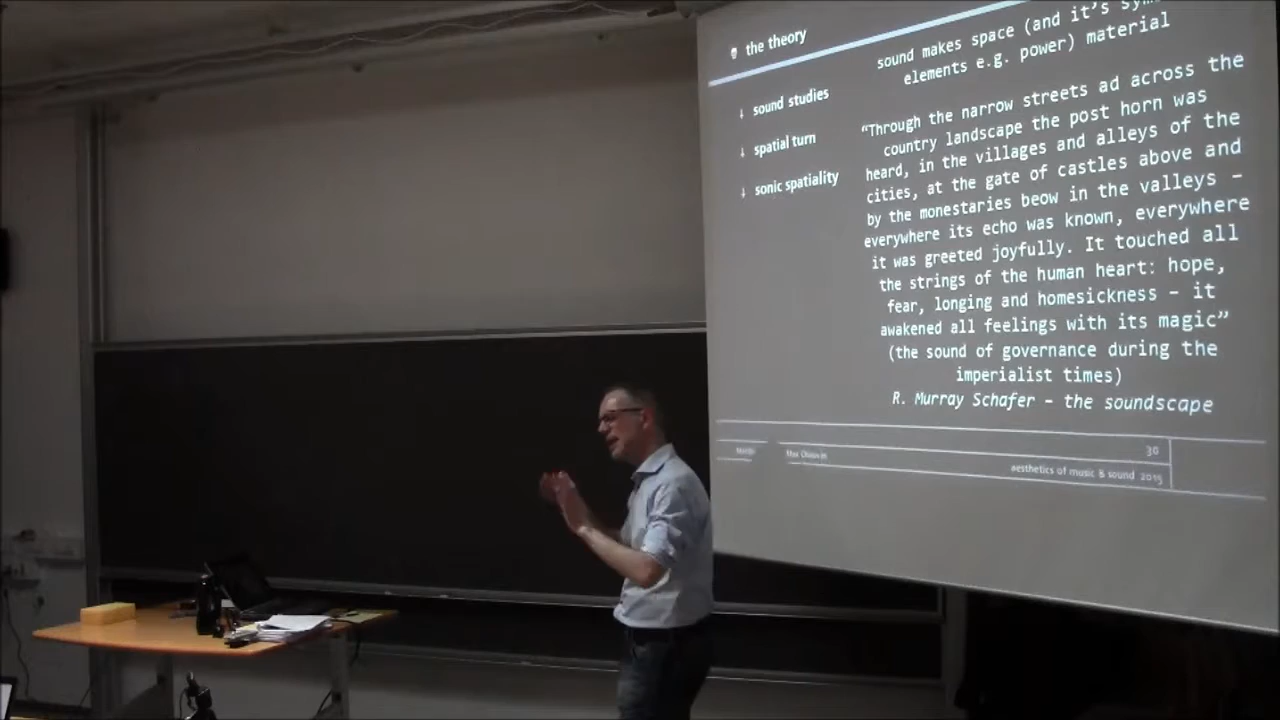 the theory
sound makes space (and it's
elements e.g. power) material
↓ sound studies
↓ spatial turn
↓ sonic spatiality
“Through the narrow streets ad across the
country landscape the post horn was
heard, in the villages and alleys of the
cities, at the gate of castles above and
by the monestaries beow in the valleys –
everywhere its echo was known, everywhere
it was greeted joyfully. It touched all
the strings of the human heart: hope,
fear, longing and homesickness – it
awakened all feelings with its magic”
(the sound of governance during the
imperialist times)
R. Murray Schafer – the soundscape
30
aesthetics of music & sound 2015